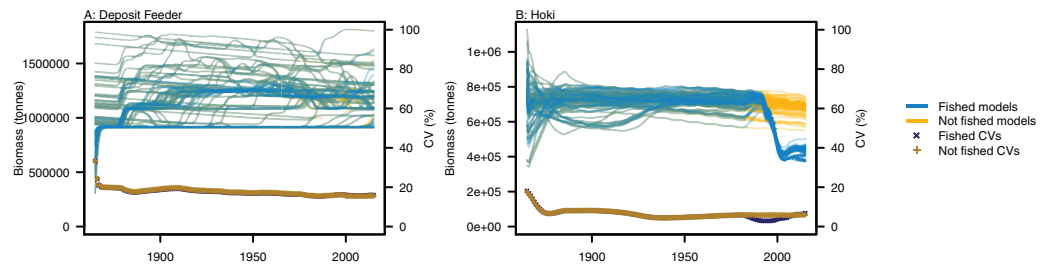 A: Deposit Feeder
B: Hoki
Biomass (tonnes)
1500000
1000000
500000
0
100
80
60
40
20
0
CV (%)
1900
1950
2000
Biomass (tonnes)
1e+06
8e+05
6e+05
4e+05
2e+05
0e+00
100
80
60
40
20
0
CV (%)
1900
1950
2000
Fished models
Not fished models
Fished CVs
Not fished CVs